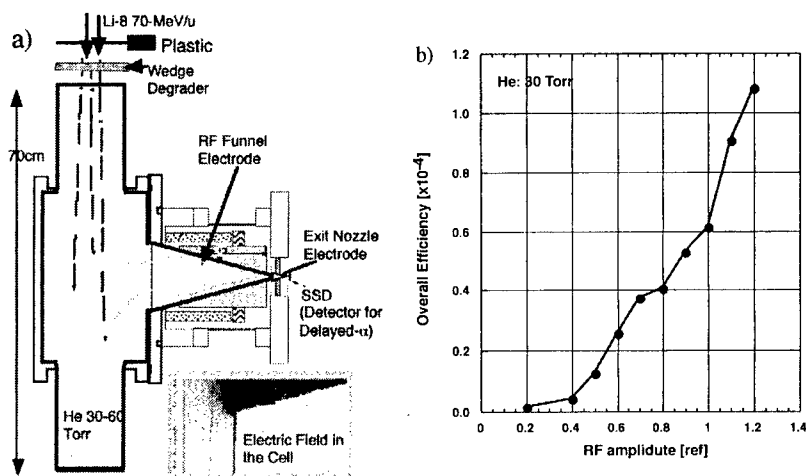 a)
Li-8 70-MeV/u
Plastic
Wedge
Degrader
70cm
RF Funnel
Electrode
Exit Nozzle
Electrode
SSD
(Detector for
Delayed-α)
He 30-60
Torr
Electric Field in
the Cell
b)
He: 30 Torr
Overall Efficiency [x10⁻⁴]
1.2
1.0
0.8
0.6
0.4
0.2
0.0
0 0.2 0.4 0.6 0.8 1 1.2 1.4
RF amplidute [ref]